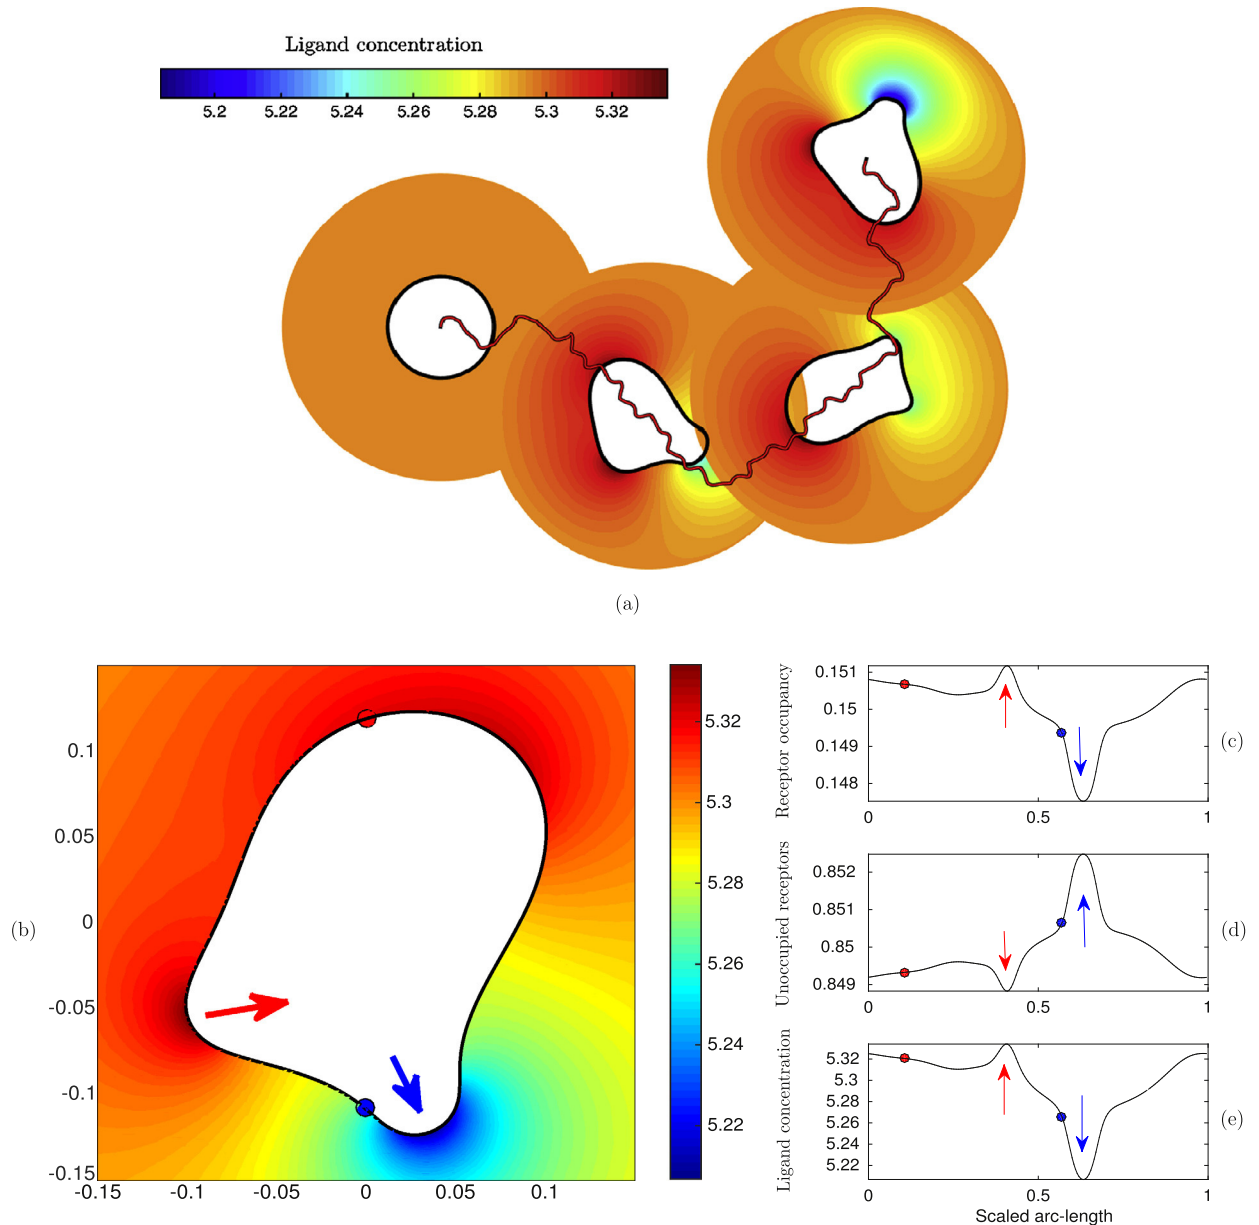 Ligand concentration
5.2 5.22 5.24 5.26 5.28 5.3 5.32
(a)
(b)
0.1
0.05
0
-0.05
-0.1
-0.15
-0.15 -0.1 -0.05 0 0.05 0.1
5.32
5.3
5.28
5.26
5.24
5.22
Receptor occupancy
0.151
0.15
0.149
0.148
0 0.5 1
(c)
Unoccupied receptors
0.852
0.851
0.85
0.849
0 0.5 1
(d)
Ligand concentration
5.32
5.3
5.28
5.26
5.24
5.22
0 0.5 1
Scaled arc-length
(e)